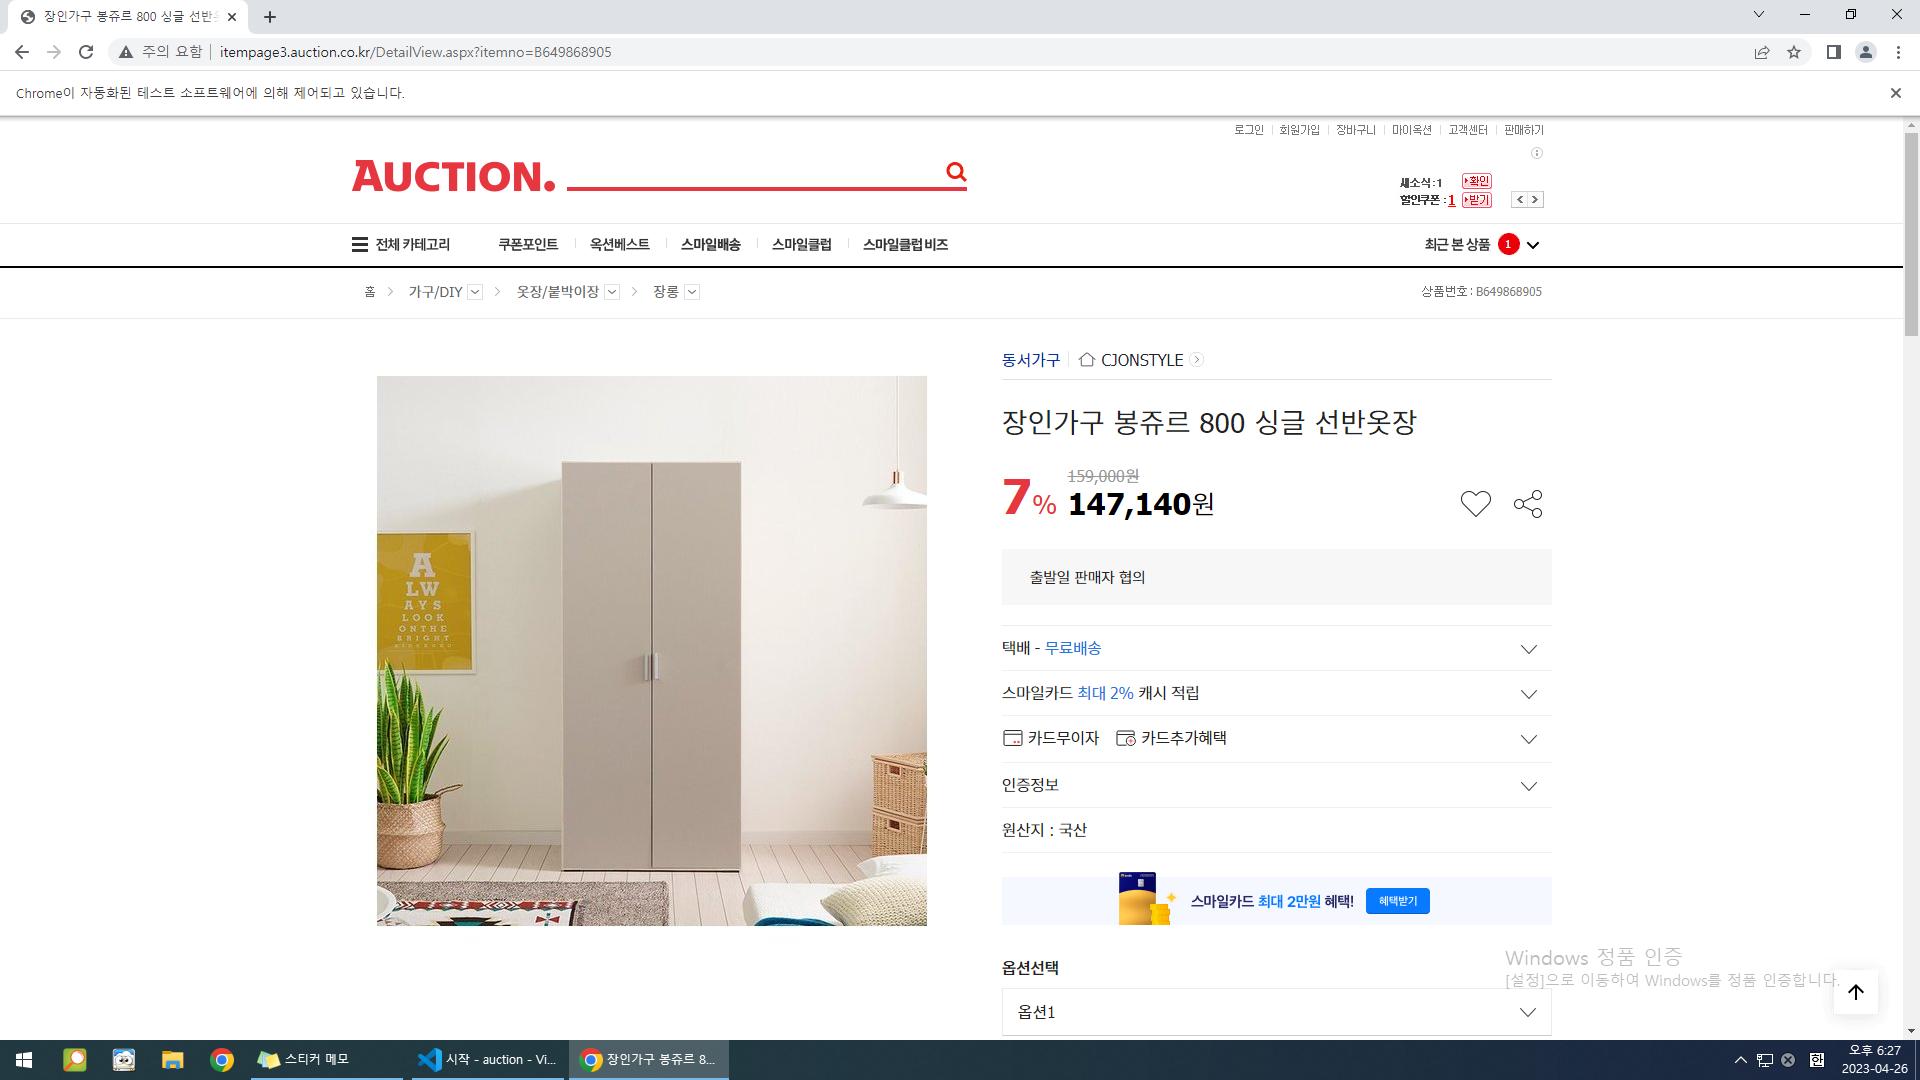 장인가구 봉쥬르 800 싱글 선반옷
주의 요함
itempage3.auction.co.kr/DetailView.aspx?itemno=B649868905
Chrome이 자동화된 테스트 소프트웨어에 의해 제어되고 있습니다.
로그인 회원가입 장바구니 마이옥션 고객센터 판매하기
AUCTION.
새소식:1 확인
할인쿠폰:1 받기
전체 카테고리 쿠폰포인트 옥션베스트 스마일배송 스마일클럽 스마일클럽 비즈 최근 본 상품 1
홈 > 가구/DIY > 옷장/붙박이장 > 장롱 상품번호 : B649868905
동서가구 CJONSTYLE
장인가구 봉쥬르 800 싱글 선반옷장
159,000원
7% 147,140원
출발일 판매자 협의
택배 - 무료배송
스마일카드 최대 2% 캐시 적립
카드무이자 카드추가혜택
인증정보
원산지 : 국산
스마일카드 최대 2만원 혜택! 혜택받기
옵션선택
옵션1
A
LW
AYS
LOOK
ONTHE
BRIGHT
Windows 정품 인증
[설정]으로 이동하여 Windows를 정품 인증합니다.
스티커 메모
시작 - auction - Vi...
장인가구 봉쥬르 8...
한
오후 6:27
2023-04-26